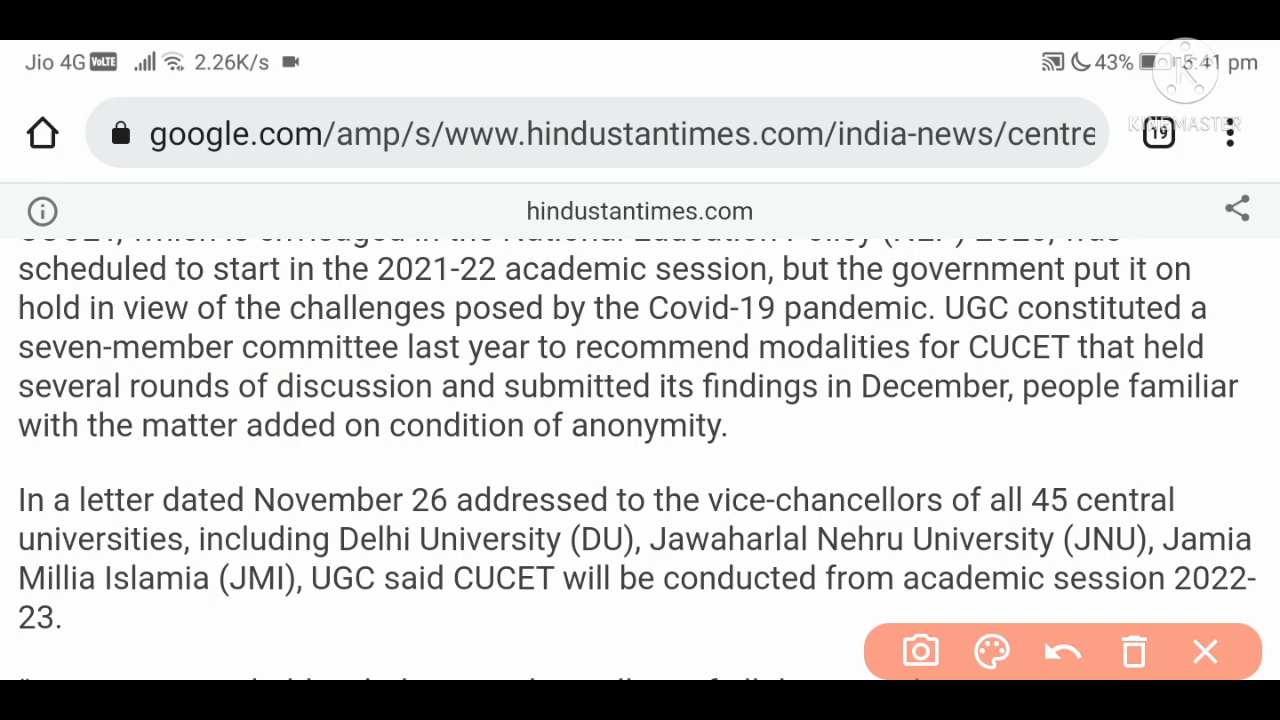 Jio 4G VoLTE 2.26K/s 43% 5:41 pm
KINEMASTER
google.com/amp/s/www.hindustantimes.com/india-news/centre 19
hindustantimes.com
scheduled to start in the 2021-22 academic session, but the government put it on
hold in view of the challenges posed by the Covid-19 pandemic. UGC constituted a
seven-member committee last year to recommend modalities for CUCET that held
several rounds of discussion and submitted its findings in December, people familiar
with the matter added on condition of anonymity.
In a letter dated November 26 addressed to the vice-chancellors of all 45 central
universities, including Delhi University (DU), Jawaharlal Nehru University (JNU), Jamia
Millia Islamia (JMI), UGC said CUCET will be conducted from academic session 2022-
23.